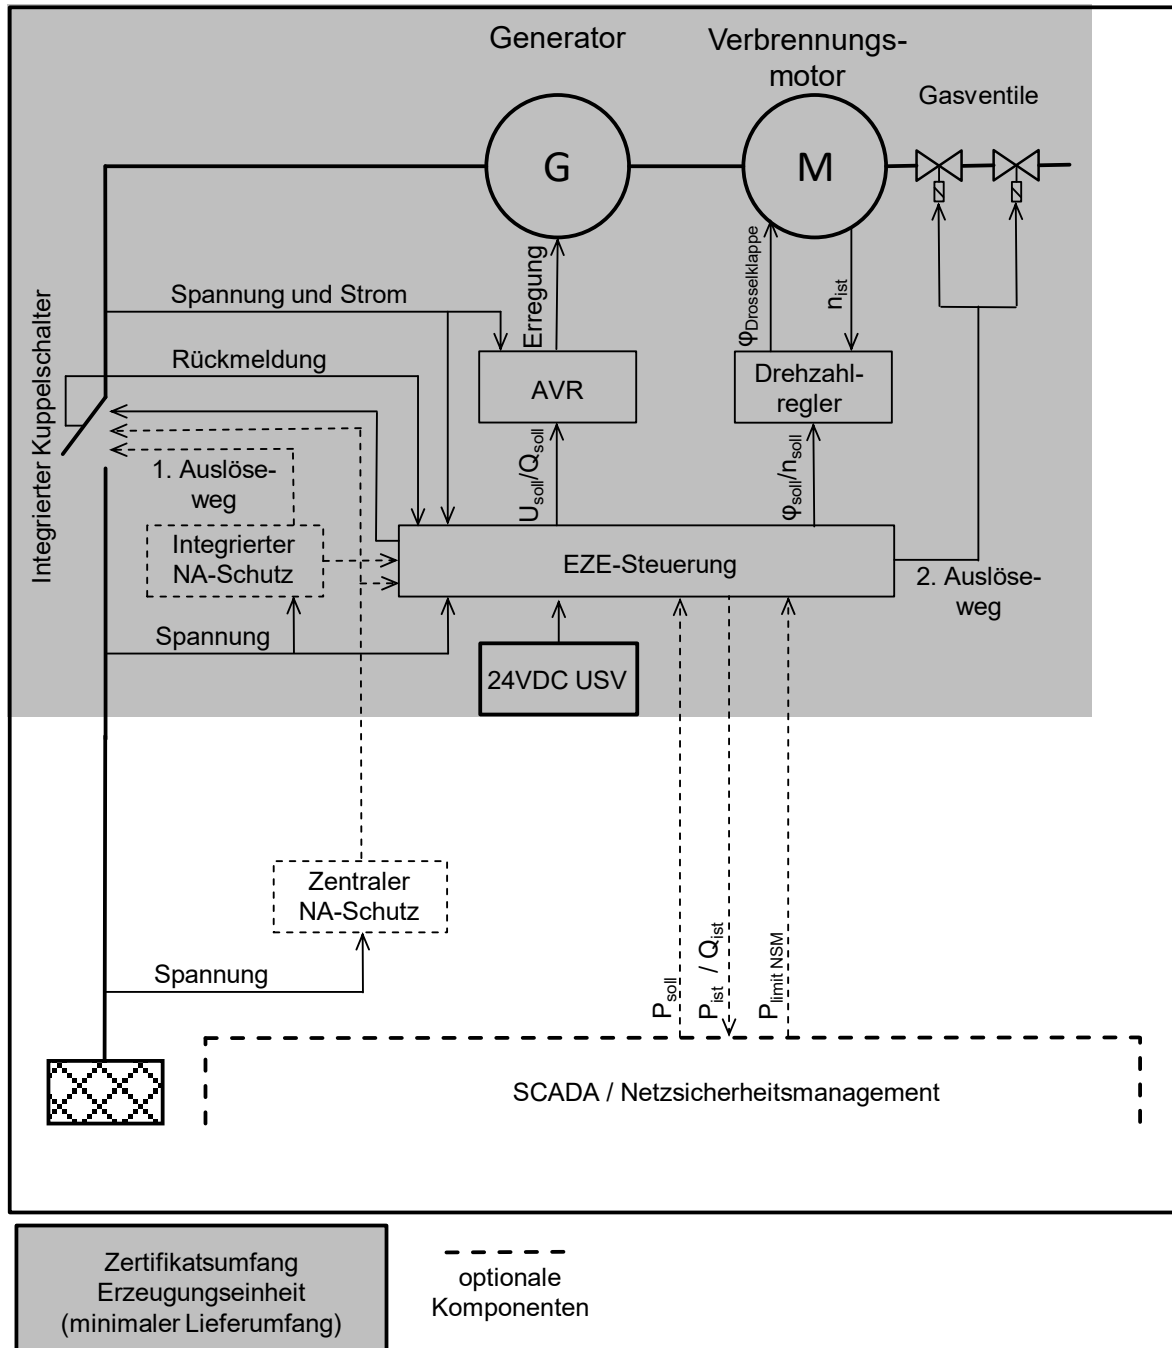 Generator
Verbrennungs-
motor
Gasventile
G
M
Integrierter Kuppelschalter
Spannung und Strom
Erregung
φDrosselklappe
nist
Rückmeldung
AVR
Drehzahl-
regler
1. Auslöse-
weg
Usoll/Qsoll
φsoll/nsoll
Integrierter
NA-Schutz
EZE-Steuerung
2. Auslöse-
weg
Spannung
24VDC USV
Zentraler
NA-Schutz
Spannung
Psoll
Pist / Qist
Plimit NSM
SCADA / Netzsicherheitsmanagement
Zertifikatsumfang
Erzeugungseinheit
(minimaler Lieferumfang)
optionale
Komponenten